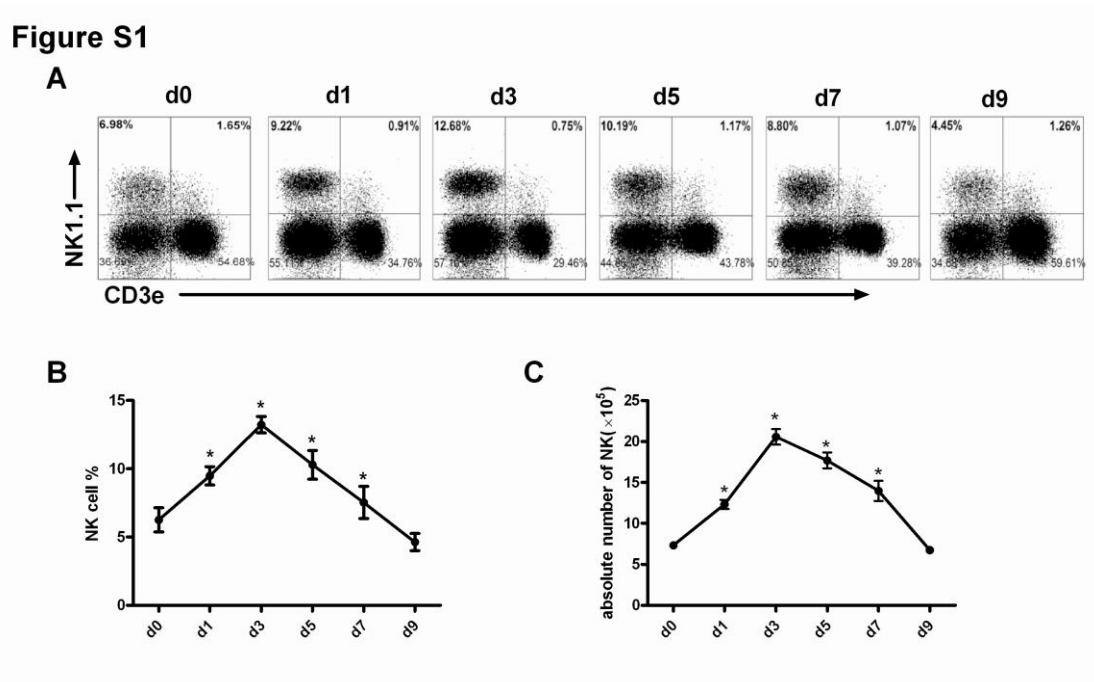 Figure S1
A
d0 d1 d3 d5 d7 d9
6.98% 1.65% 9.22% 0.91% 12.68% 0.75% 10.19% 1.17% 8.80% 1.07% 4.45% 1.26%
NK1.1
54.68% 34.76% 29.46% 43.78% 39.28% 59.61%
CD3e
B
NK cell %
15
10
5
0
* * * * *
d0 d1 d3 d5 d7 d9
C
absolute number of NK(×10⁵)
25
20
15
10
5
0
* * * * *
d0 d1 d3 d5 d7 d9